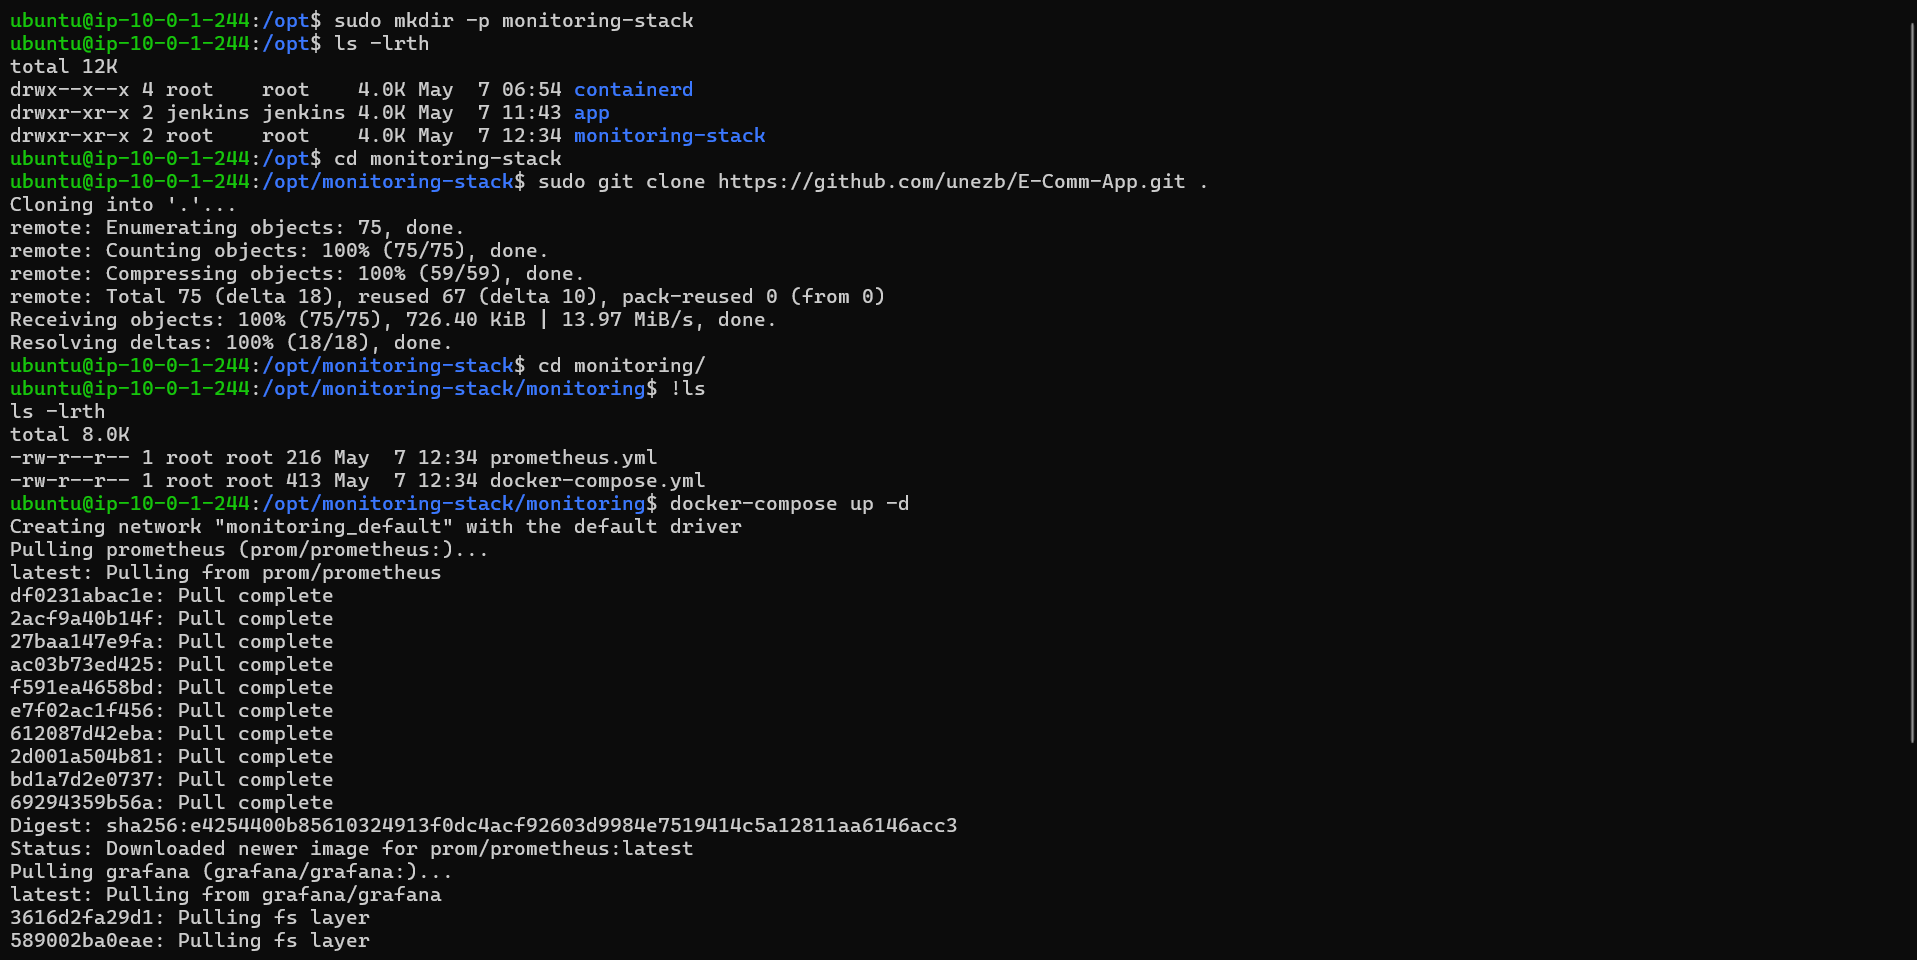 ubuntu@ip-10-0-1-244:/opt$ sudo mkdir -p monitoring-stack
ubuntu@ip-10-0-1-244:/opt$ ls -lrth
total 12K
drwx--x--x 4 root    root    4.0K May  7 06:54 containerd
drwxr-xr-x 2 jenkins jenkins 4.0K May  7 11:43 app
drwxr-xr-x 2 root    root    4.0K May  7 12:34 monitoring-stack
ubuntu@ip-10-0-1-244:/opt$ cd monitoring-stack
ubuntu@ip-10-0-1-244:/opt/monitoring-stack$ sudo git clone https://github.com/unezb/E-Comm-App.git .
Cloning into '.'...
remote: Enumerating objects: 75, done.
remote: Counting objects: 100% (75/75), done.
remote: Compressing objects: 100% (59/59), done.
remote: Total 75 (delta 18), reused 67 (delta 10), pack-reused 0 (from 0)
Receiving objects: 100% (75/75), 726.40 KiB | 13.97 MiB/s, done.
Resolving deltas: 100% (18/18), done.
ubuntu@ip-10-0-1-244:/opt/monitoring-stack$ cd monitoring/
ubuntu@ip-10-0-1-244:/opt/monitoring-stack/monitoring$ !ls
ls -lrth
total 8.0K
-rw-r--r-- 1 root root 216 May  7 12:34 prometheus.yml
-rw-r--r-- 1 root root 413 May  7 12:34 docker-compose.yml
ubuntu@ip-10-0-1-244:/opt/monitoring-stack/monitoring$ docker-compose up -d
Creating network "monitoring_default" with the default driver
Pulling prometheus (prom/prometheus:)...
latest: Pulling from prom/prometheus
df0231abac1e: Pull complete
2acf9a40b14f: Pull complete
27baa147e9fa: Pull complete
ac03b73ed425: Pull complete
f591ea4658bd: Pull complete
e7f02ac1f456: Pull complete
612087d42eba: Pull complete
2d001a504b81: Pull complete
bd1a7d2e0737: Pull complete
69294359b56a: Pull complete
Digest: sha256:e4254400b85610324913f0dc4acf92603d9984e7519414c5a12811aa6146acc3
Status: Downloaded newer image for prom/prometheus:latest
Pulling grafana (grafana/grafana:)...
latest: Pulling from grafana/grafana
3616d2fa29d1: Pulling fs layer
589002ba0eae: Pulling fs layer